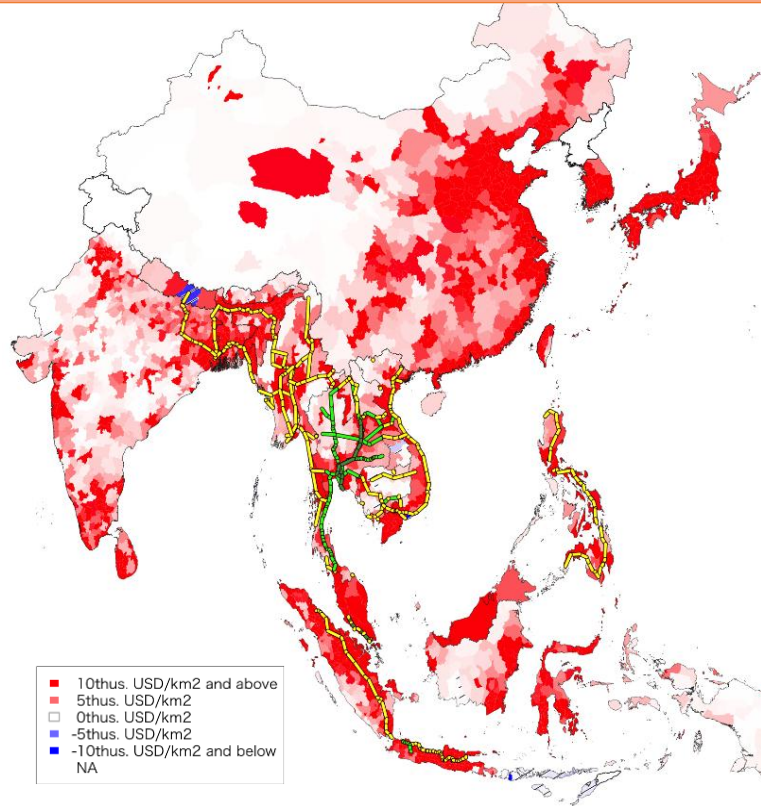 10thus. USD/km2 and above
5thus. USD/km2
0thus. USD/km2
-5thus. USD/km2
-10thus. USD/km2 and below
NA